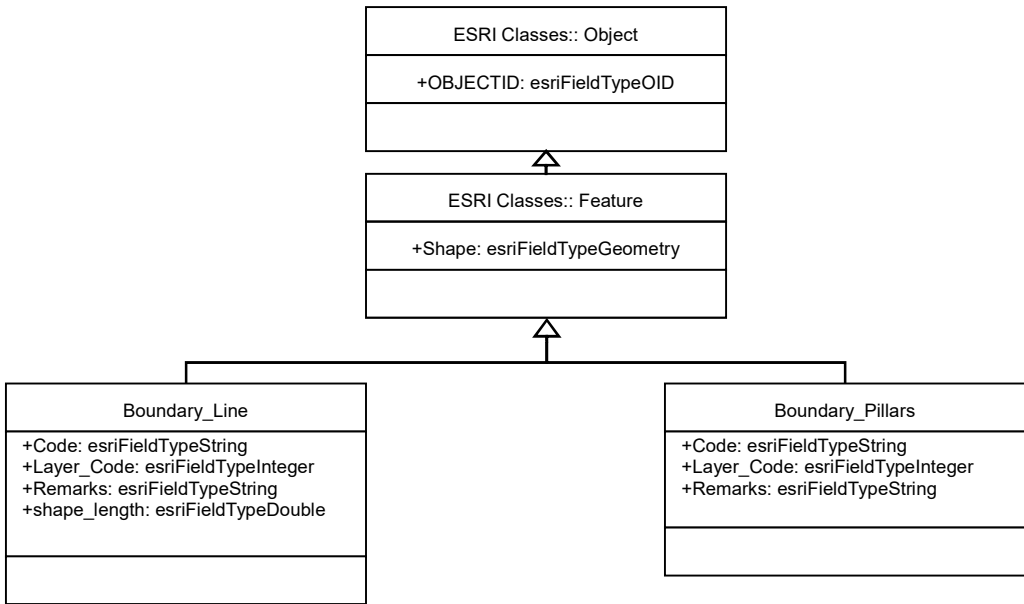 ESRI Classes:: Object
+OBJECTID: esriFieldTypeOID
ESRI Classes:: Feature
+Shape: esriFieldTypeGeometry
Boundary_Line
+Code: esriFieldTypeString
+Layer_Code: esriFieldTypeInteger
+Remarks: esriFieldTypeString
+shape_length: esriFieldTypeDouble
Boundary_Pillars
+Code: esriFieldTypeString
+Layer_Code: esriFieldTypeInteger
+Remarks: esriFieldTypeString